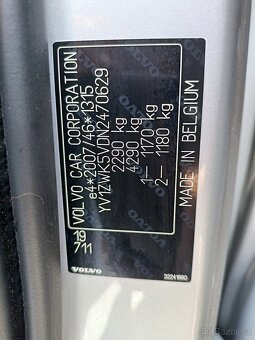 VOLVO CAR CORPORATION
e4*2007/46*1315
YV1ZWK5VDN2470629
2290 kg
4290 kg
1— 1170 kg
2— 1180 kg
MADE IN BELGIUM
719
711
VOLVO
32241880